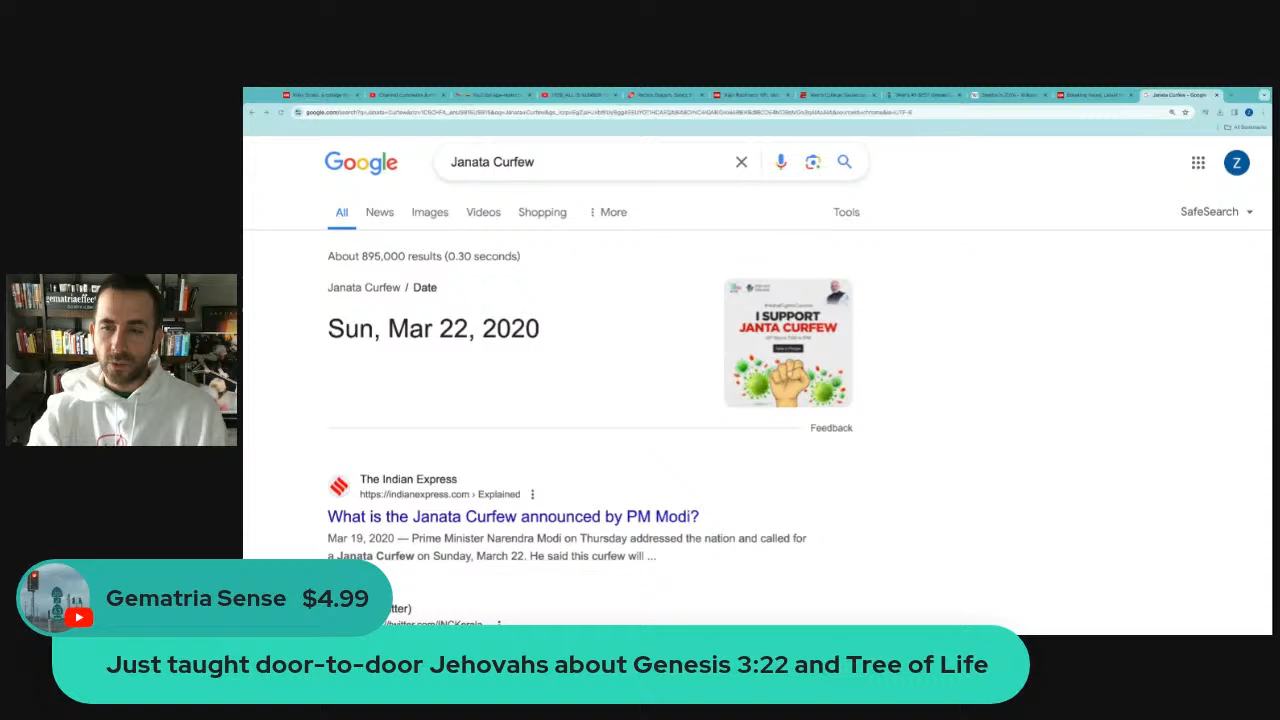 Google
Janata Curfew
Z
All News Images Videos Shopping More Tools SafeSearch
About 895,000 results (0.30 seconds)
Janata Curfew / Date
Sun, Mar 22, 2020
I SUPPORT
JANTA CURFEW
Feedback
The Indian Express
https://indianexpress.com › Explained
What is the Janata Curfew announced by PM Modi?
Mar 19, 2020 — Prime Minister Narendra Modi on Thursday addressed the nation and called for
a Janata Curfew on Sunday, March 22. He said this curfew will ...
gematriaeffect
Gematria Sense $4.99
Just taught door-to-door Jehovahs about Genesis 3:22 and Tree of Life